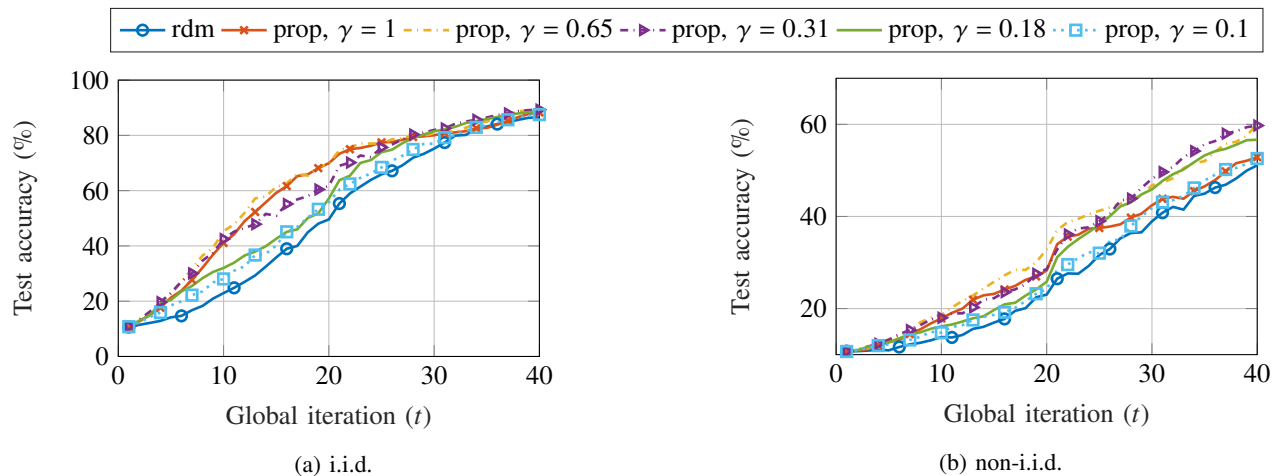 rdm prop, γ = 1 prop, γ = 0.65 prop, γ = 0.31 prop, γ = 0.18 prop, γ = 0.1
100
80
60
40
20
0
0 10 20 30 40
Test accuracy (%)
Global iteration (t)
(a) i.i.d.
60
40
20
0 10 20 30 40
Test accuracy (%)
Global iteration (t)
(b) non-i.i.d.